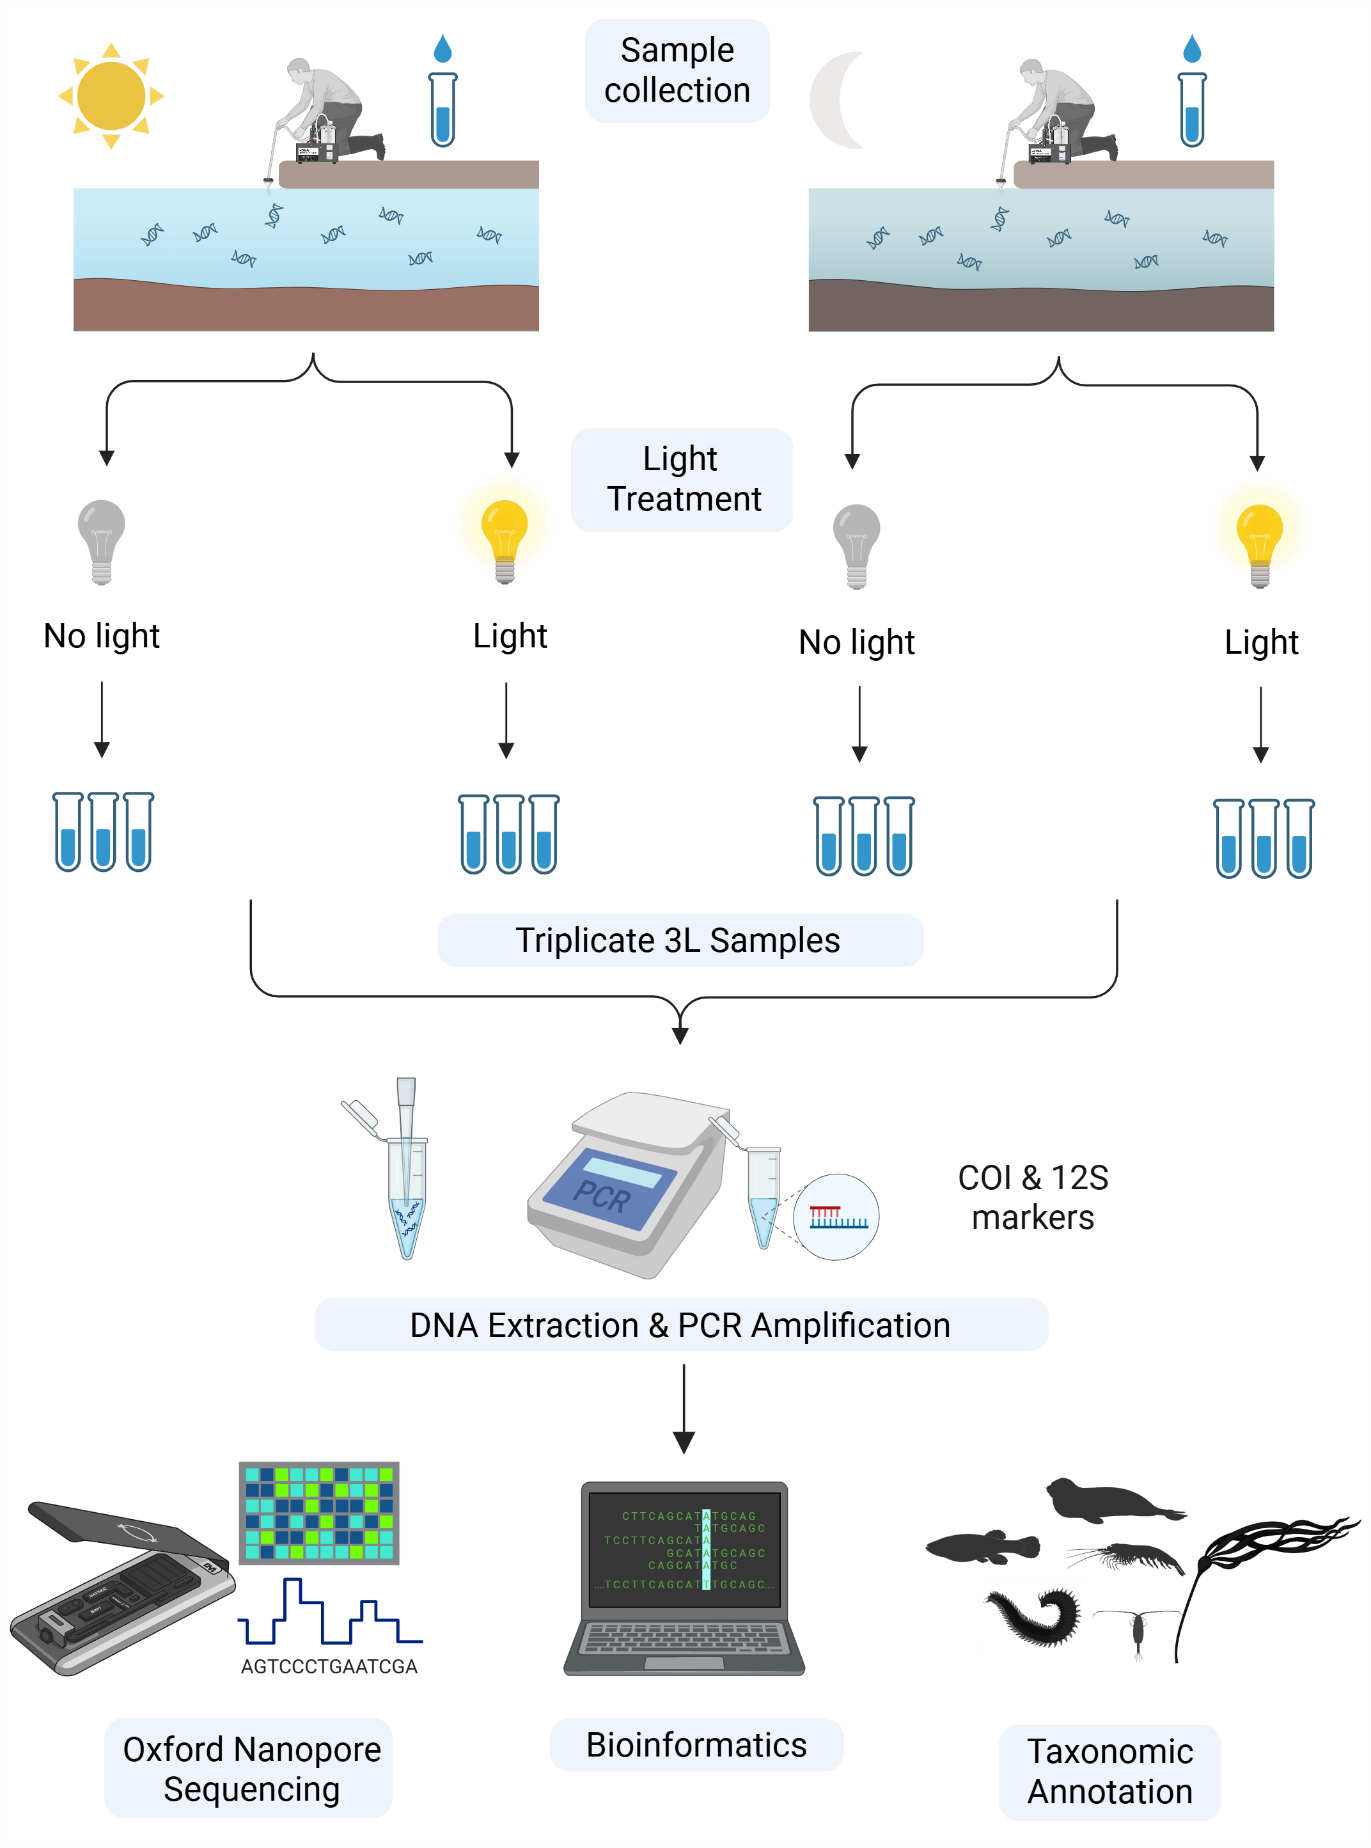 Sample
collection
Light
Treatment
No light
Light
No light
Light
Triplicate 3L Samples
PCR
COI & 12S
markers
DNA Extraction & PCR Amplification
AGTCCCTGAATCGA
CTTCAGCATATGCAG
TATGCAGC
TCCTTCAGCATA
GCATATGCAGC
CAGCATATGC
....TCCTTCAGCATTTGCAGC....
Oxford Nanopore
Sequencing
Bioinformatics
Taxonomic
Annotation